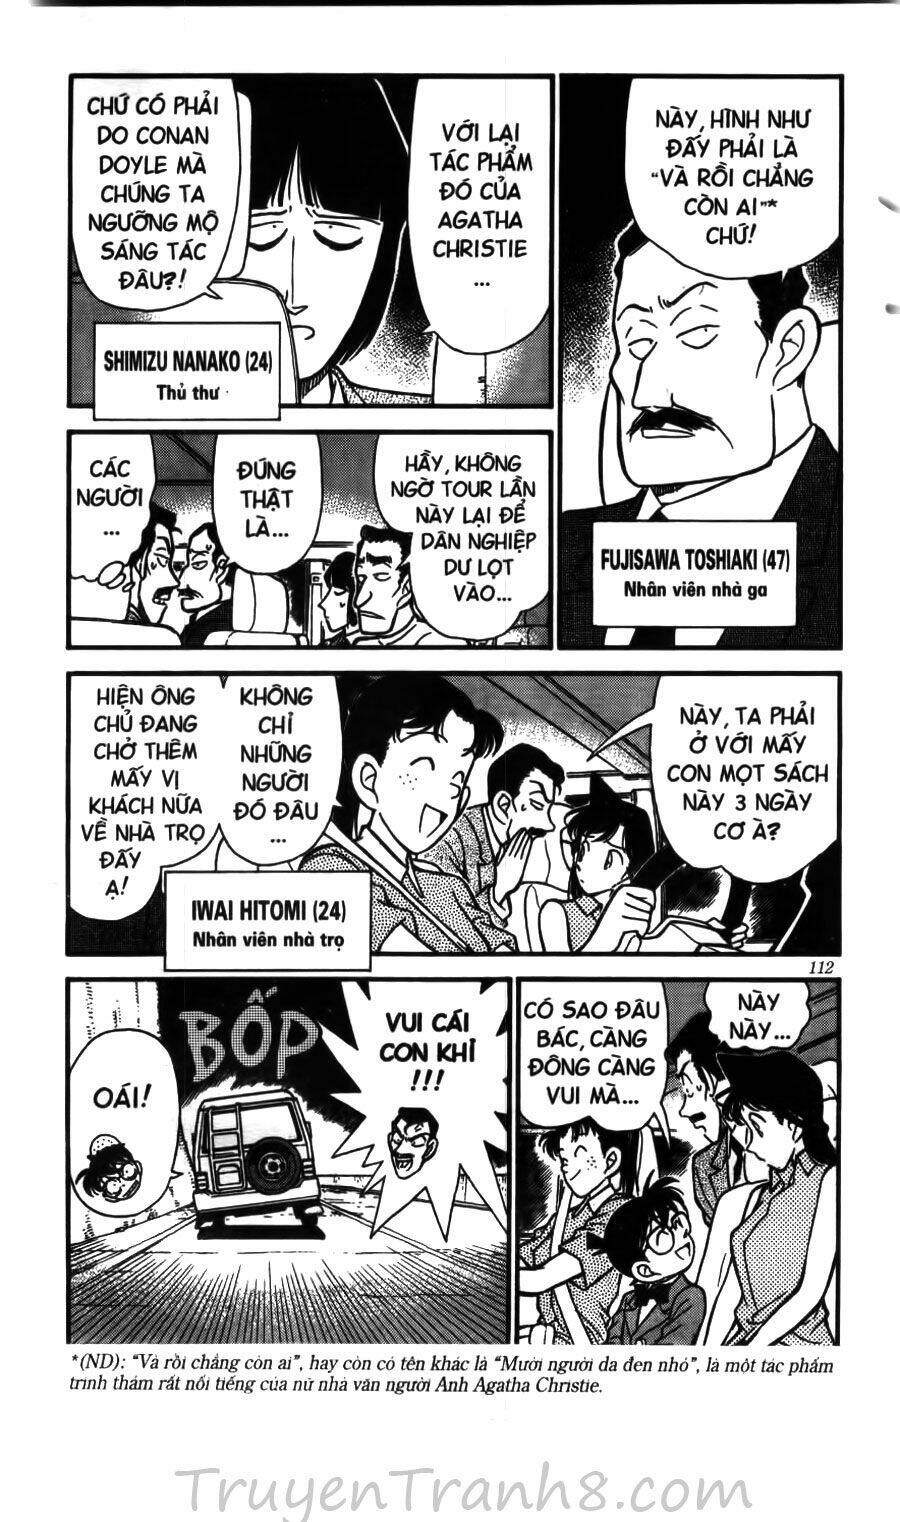 NÀY, HÌNH NHƯ
ĐẤY PHẢI LÀ
"VÀ RỒI CHẲNG
CÒN AI"*
CHỨ!
FUJISAWA TOSHIAKI (47)
Nhân viên nhà ga
VỚI LẠI
TÁC PHẨM
ĐÓ CỦA
AGATHA
CHRISTIE
...
CHỨ CÓ PHẢI
DO CONAN
DOYLE MÀ
CHÚNG TA
NGƯỠNG MỘ
SÁNG TÁC
ĐÂU?!
SHIMIZU NANAKO (24)
Thủ thư
HẦY, KHÔNG
NGỜ TOUR LẦN
NÀY LẠI ĐỂ
DÂN NGHIỆP
DƯ LỌT
VÀO...
ĐÚNG
THẬT
LÀ...
CÁC
NGƯỜI
...
NÀY, TA PHẢI
Ở VỚI MẤY
CON MỌT SÁCH
NÀY 3 NGÀY
CƠ À?
KHÔNG
CHỈ
NHỮNG
NGƯỜI
ĐÓ ĐÂU
...
HIỆN ÔNG
CHỦ ĐANG
CHỞ THÊM
MẤY VỊ
KHÁCH NỮA
VỀ NHÀ TRỌ
ĐẤY
Ạ!
IWAI HITOMI (24)
Nhân viên nhà trọ
112
NÀY
NÀY...
CÓ SAO ĐÂU
BÁC, CÀNG
ĐÔNG CÀNG
VUI MÀ...
VUI CÁI
CON KHỈ
!!!
BỐP
OÁI!
*(ND): "Và rồi chẳng còn ai", hay còn có tên khác là "Mười người da đen nhỏ", là một tác phẩm
trinh thám rất nổi tiếng của nữ nhà văn người Anh Agatha Christie.
TruyenTranh8.com